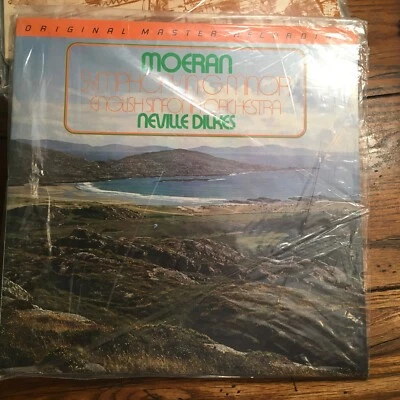 ORIGINAL MASTER RECORDING
MOERAN
SYMPHONY IN G MINOR
ENGLISH SINFONIA ORCHESTRA
NEVILLE DILKES